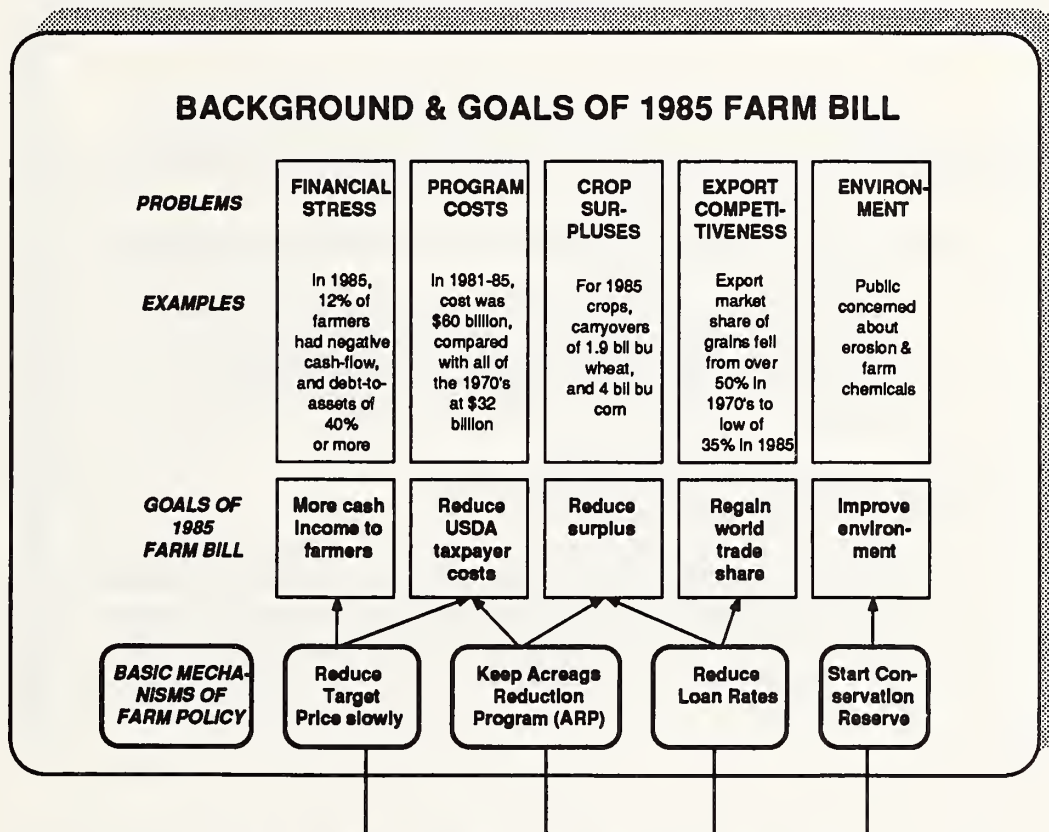 BACKGROUND & GOALS OF 1985 FARM BILL
PROBLEMS
FINANCIAL
STRESS
PROGRAM
COSTS
CROP
SUR-
PLUSES
EXPORT
COMPETI-
TIVENESS
ENVIRON-
MENT
EXAMPLES
In 1985,
12% of
farmers
had negative
cash-flow,
and debt-to-
assets of
40%
or more
In 1981-85,
cost was
$60 billion,
compared
with all of
the 1970's
at $32
billion
For 1985
crops,
carryovers
of 1.9 bil bu
wheat,
and 4 bil bu
corn
Export
market
share of
grains fell
from over
50% in
1970's to
low of
35% in 1985
Public
concerned
about
erosion &
farm
chemicals
GOALS OF
1985
FARM BILL
More cash
Income to
farmers
Reduce
USDA
taxpayer
costs
Reduce
surplus
Regain
world
trade
share
Improve
environ-
ment
BASIC MECHA-
NISMS OF
FARM POLICY
Reduce
Target
Price slowly
Keep Acreags
Reduction
Program (ARP)
Reduce
Loan Rates
Start Con-
servation
Reserve